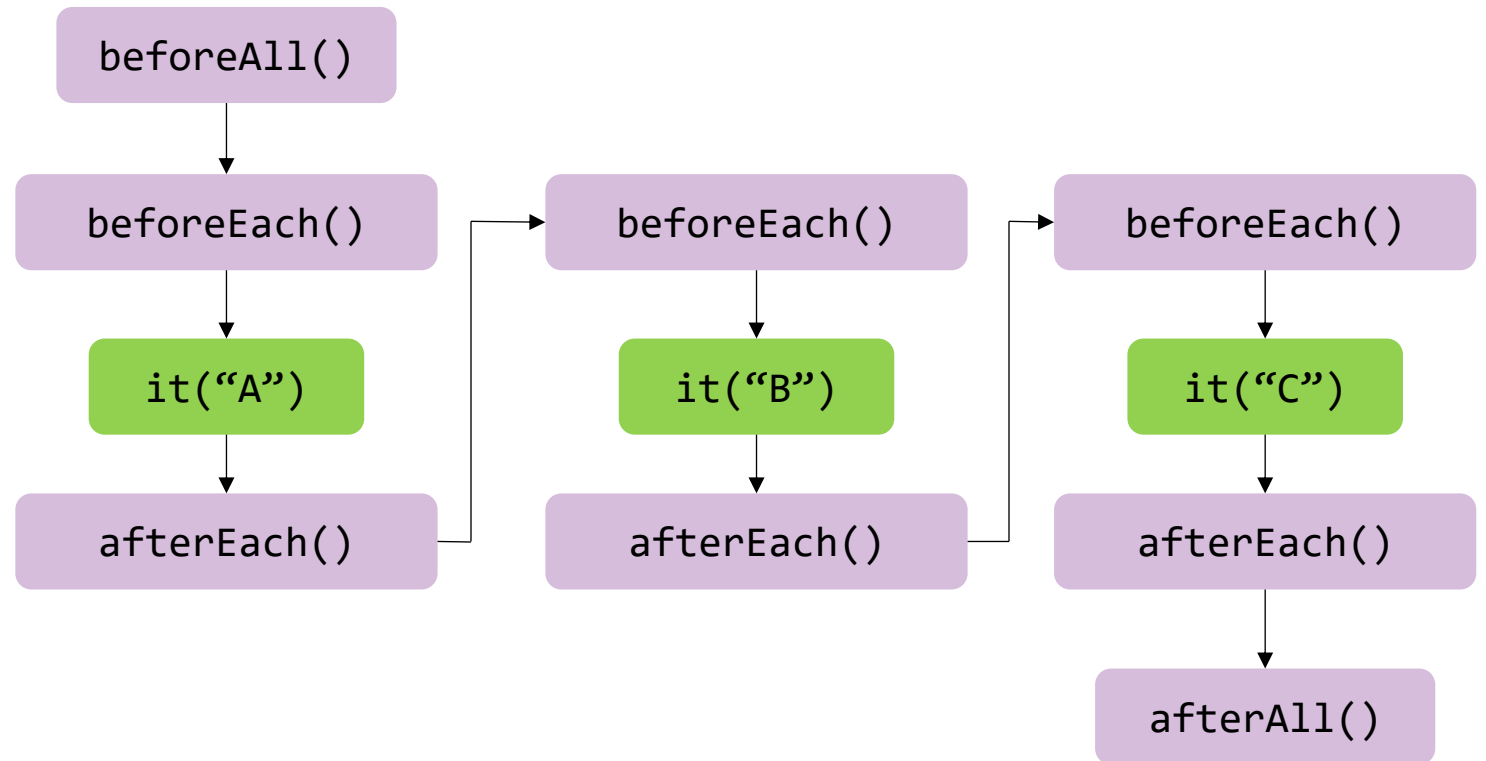 beforeAll()
beforeEach()
it(“A”)
afterEach()
beforeEach()
it(“B”)
afterEach()
beforeEach()
it(“C”)
afterEach()
afterAll()